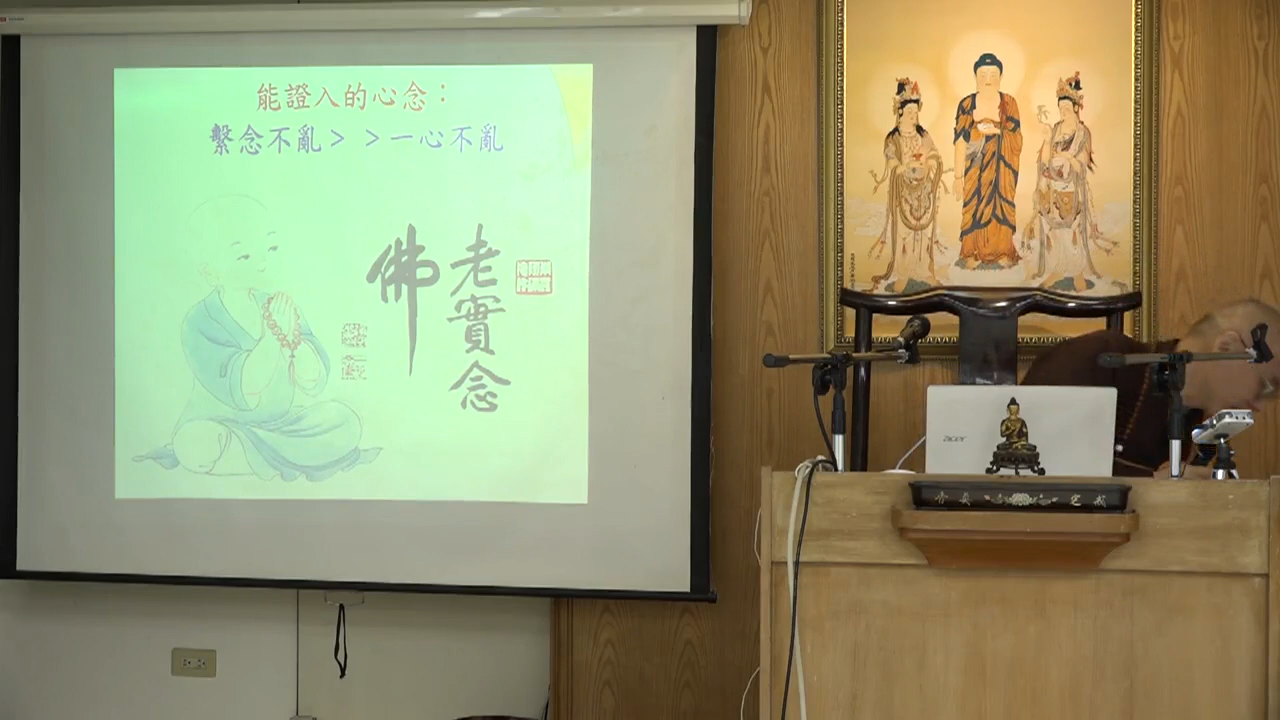 能證入的心念：
繫念不亂＞ ＞一心不亂
老實念
佛
acer